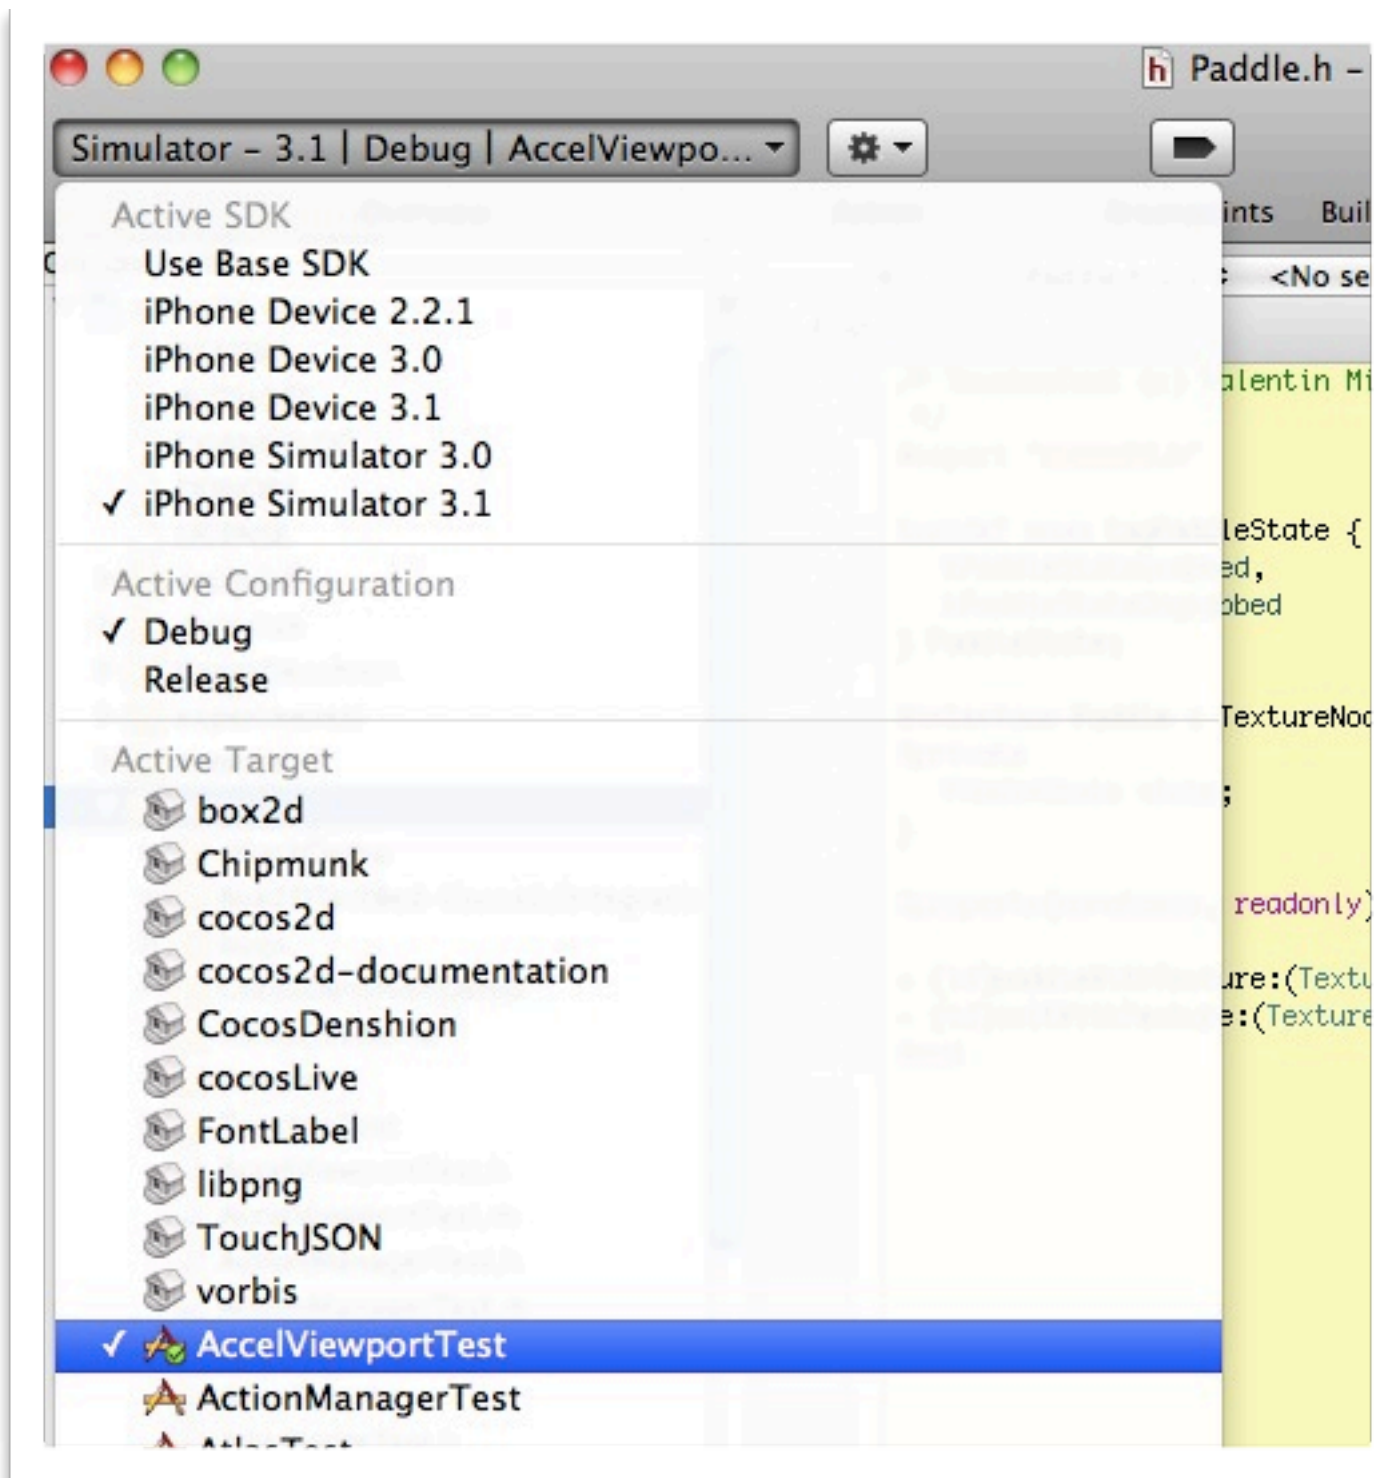 Paddle.h –
Simulator – 3.1 | Debug | AccelViewpo...
Active SDK
ints Buil
Use Base SDK
<No se
iPhone Device 2.2.1
iPhone Device 3.0
alentin Mi
iPhone Device 3.1
iPhone Simulator 3.0
iPhone Simulator 3.1
leState {
Active Configuration
ed,
bbed
Debug
Release
TextureNod
Active Target
;
box2d
Chipmunk
readonly)
cocos2d
cocos2d-documentation
ure:(Textu
CocosDenshion
e:(Texture
cocosLive
FontLabel
libpng
TouchJSON
vorbis
AccelViewportTest
ActionManagerTest
AtlasTest